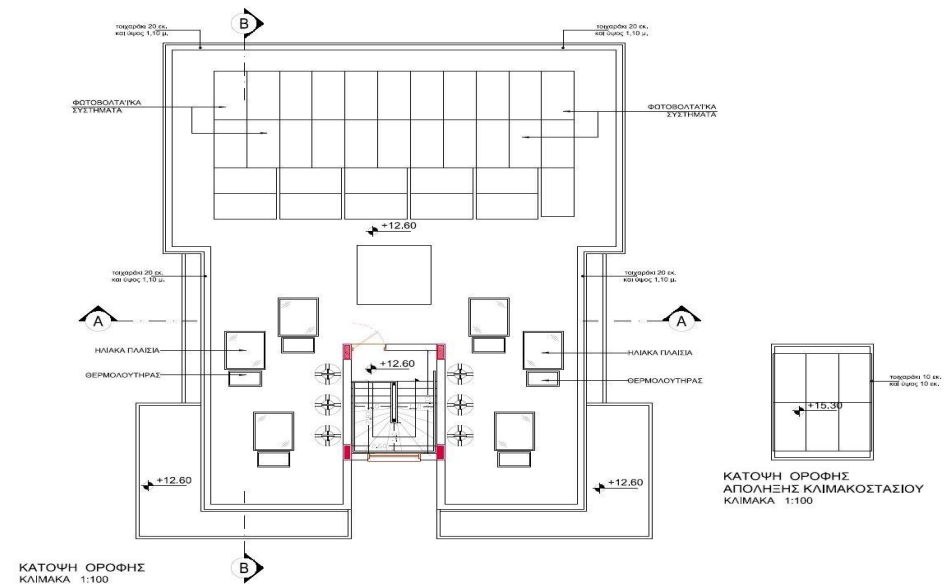 τοιχαράκι 20 εκ.
και ύψος 1,10 μ.
B
τοιχαράκι 20 εκ.
και ύψος 1,10 μ.
ΦΩΤΟΒΟΛΤΑΪΚΑ
ΣΥΣΤΗΜΑΤΑ
ΦΩΤΟΒΟΛΤΑΪΚΑ
ΣΥΣΤΗΜΑΤΑ
+12.60
τοιχαράκι 20 εκ.
και ύψος 1,10 μ.
τοιχαράκι 20 εκ.
και ύψος 1,10 μ.
A
A
ΗΛΙΑΚΑ ΠΛΑΙΣΙΑ
ΗΛΙΑΚΑ ΠΛΑΙΣΙΑ
+12.60
ΘΕΡΜΟΛΟΥΤΗΡΑΣ
ΘΕΡΜΟΛΟΥΤΗΡΑΣ
τοιχαράκι 10 εκ.
και ύψος 10 εκ.
+15.30
+12.60
+12.60
ΚΑΤΟΨΗ ΟΡΟΦΗΣ
ΑΠΟΛΗΞΗΣ ΚΛΙΜΑΚΟΣΤΑΣΙΟΥ
ΚΛΙΜΑΚΑ 1:100
ΚΑΤΟΨΗ ΟΡΟΦΗΣ
ΚΛΙΜΑΚΑ 1:100
B